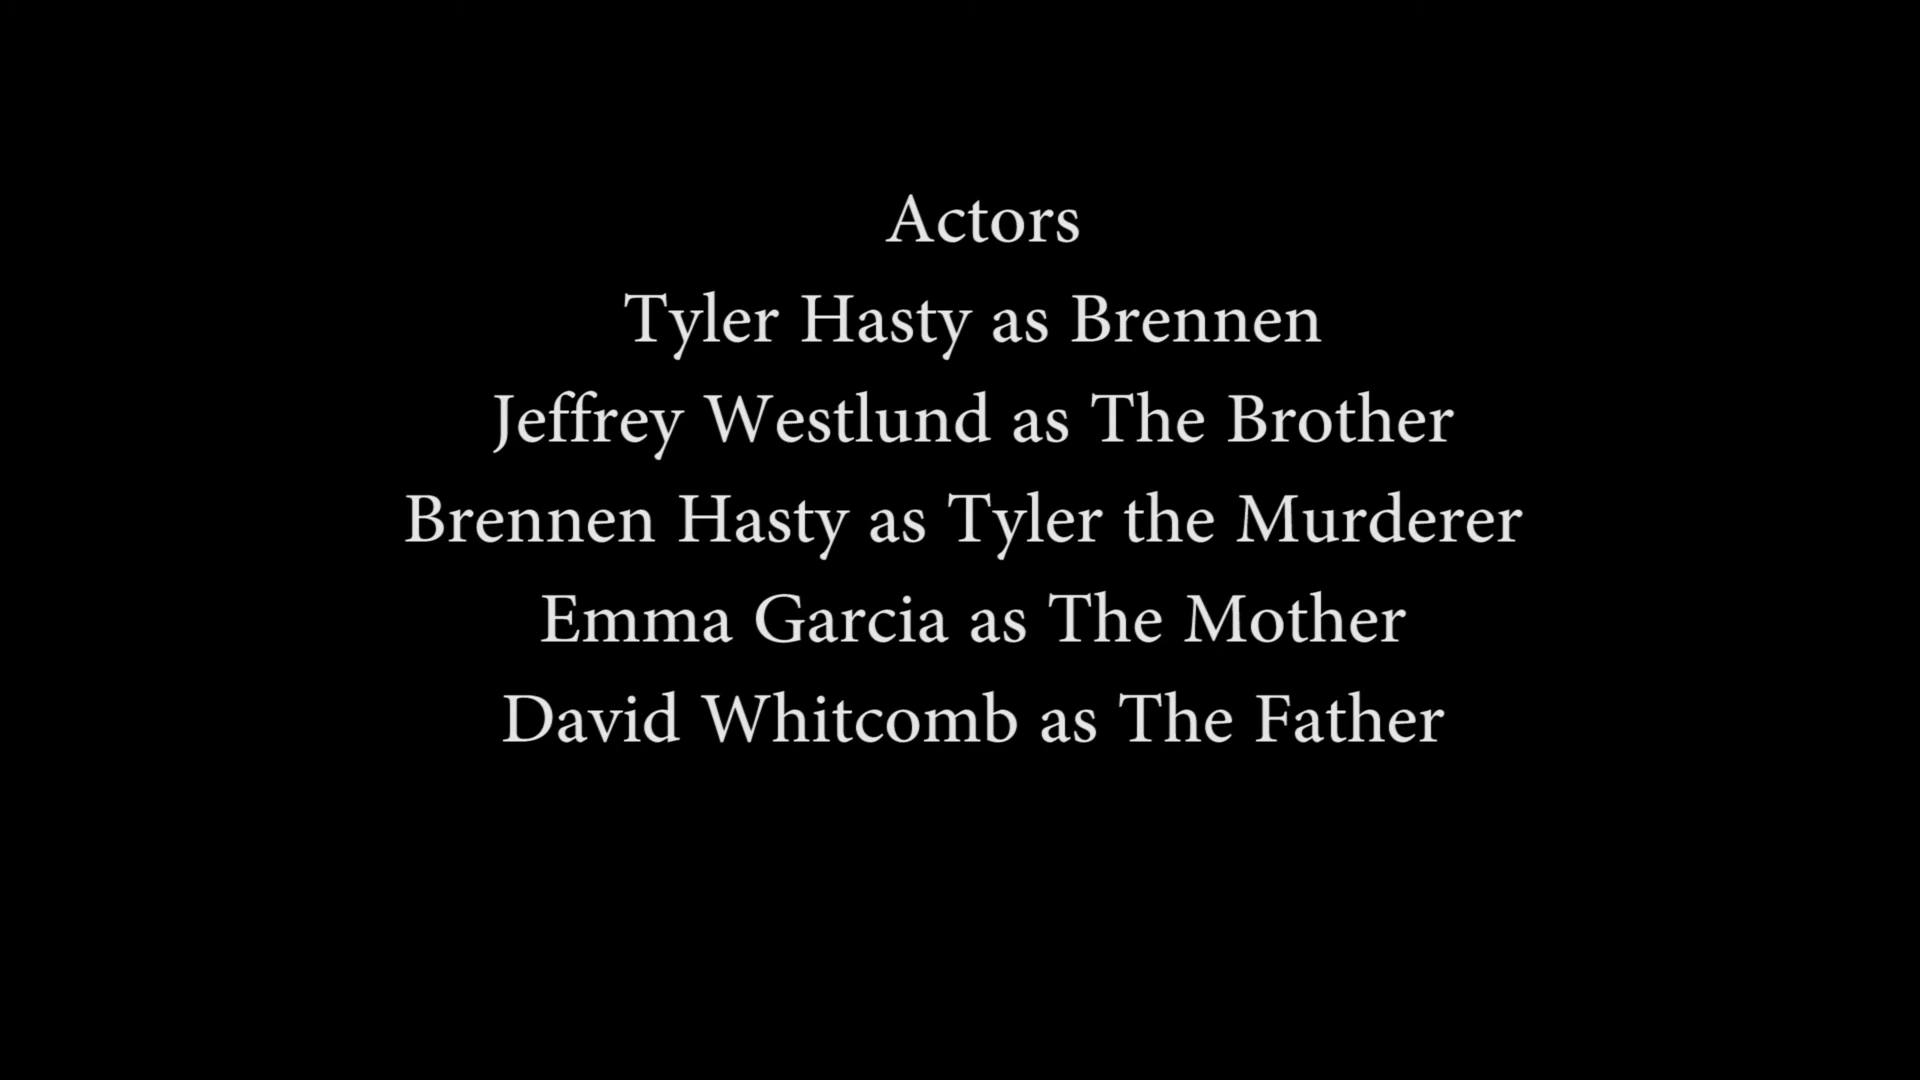 Actors
Tyler Hasty as Brennen
Jeffrey Westlund as The Brother
Brennen Hasty as Tyler the Murderer
Emma Garcia as The Mother
David Whitcomb as The Father